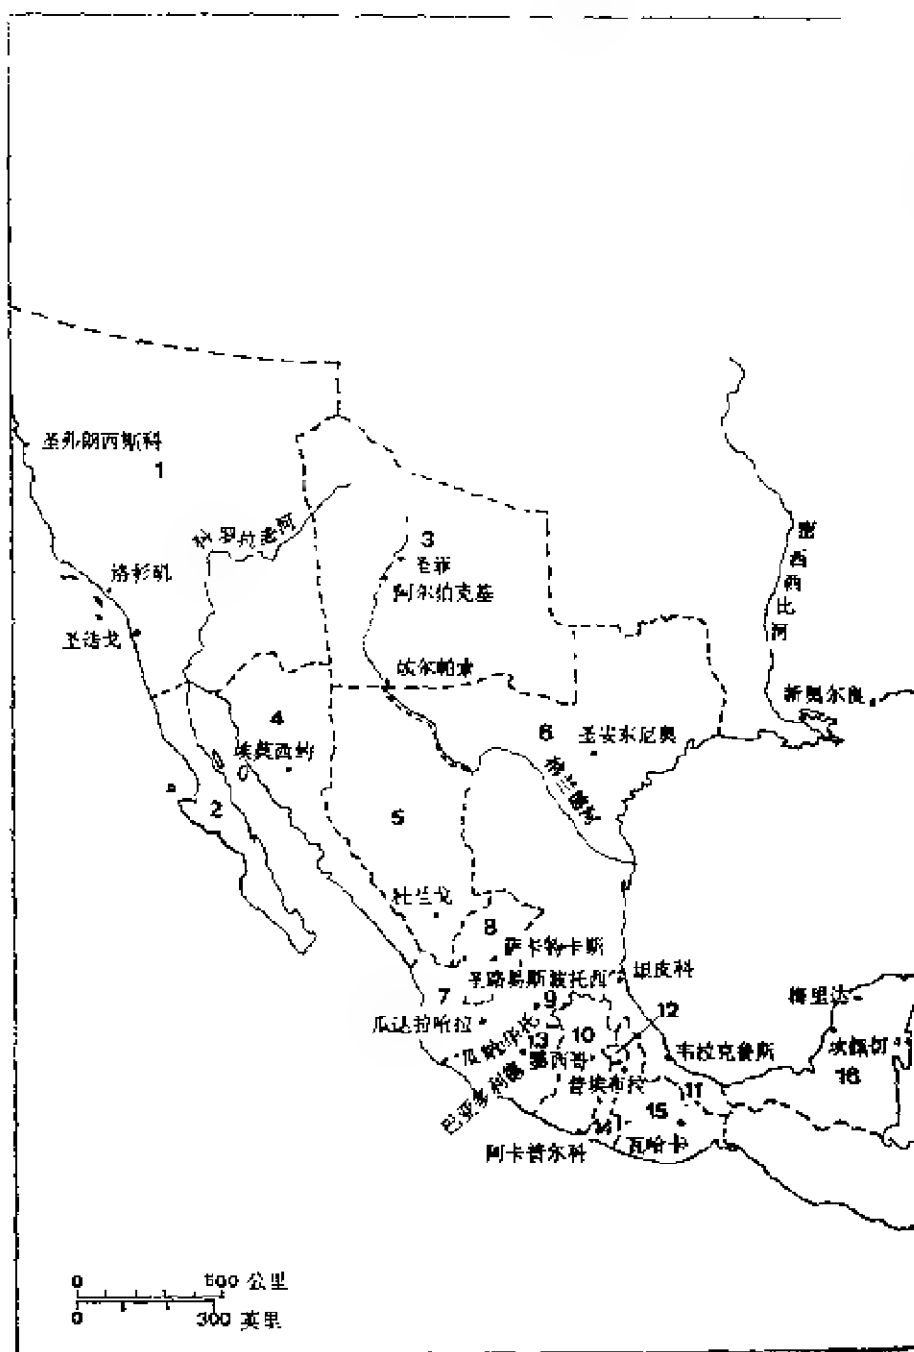 圣弗朗西斯科
1
科罗拉多河
3
圣菲
阿尔伯克基
洛杉矶
圣迭戈
密西西比河
埃尔帕索
新奥尔良
4
埃莫西约
6
圣安东尼奥
格兰德河
2
5
杜兰戈
8
萨卡特卡斯
圣路易斯波托西
坦皮科
7
9
12
梅里达
瓜达拉哈拉
瓜纳华托
10
13
墨西哥
韦拉克鲁斯
坎佩切
16
巴亚多利德
普埃布拉
11
15
14
阿卡普尔科
瓦哈卡
0 500 公里
0 300 英里